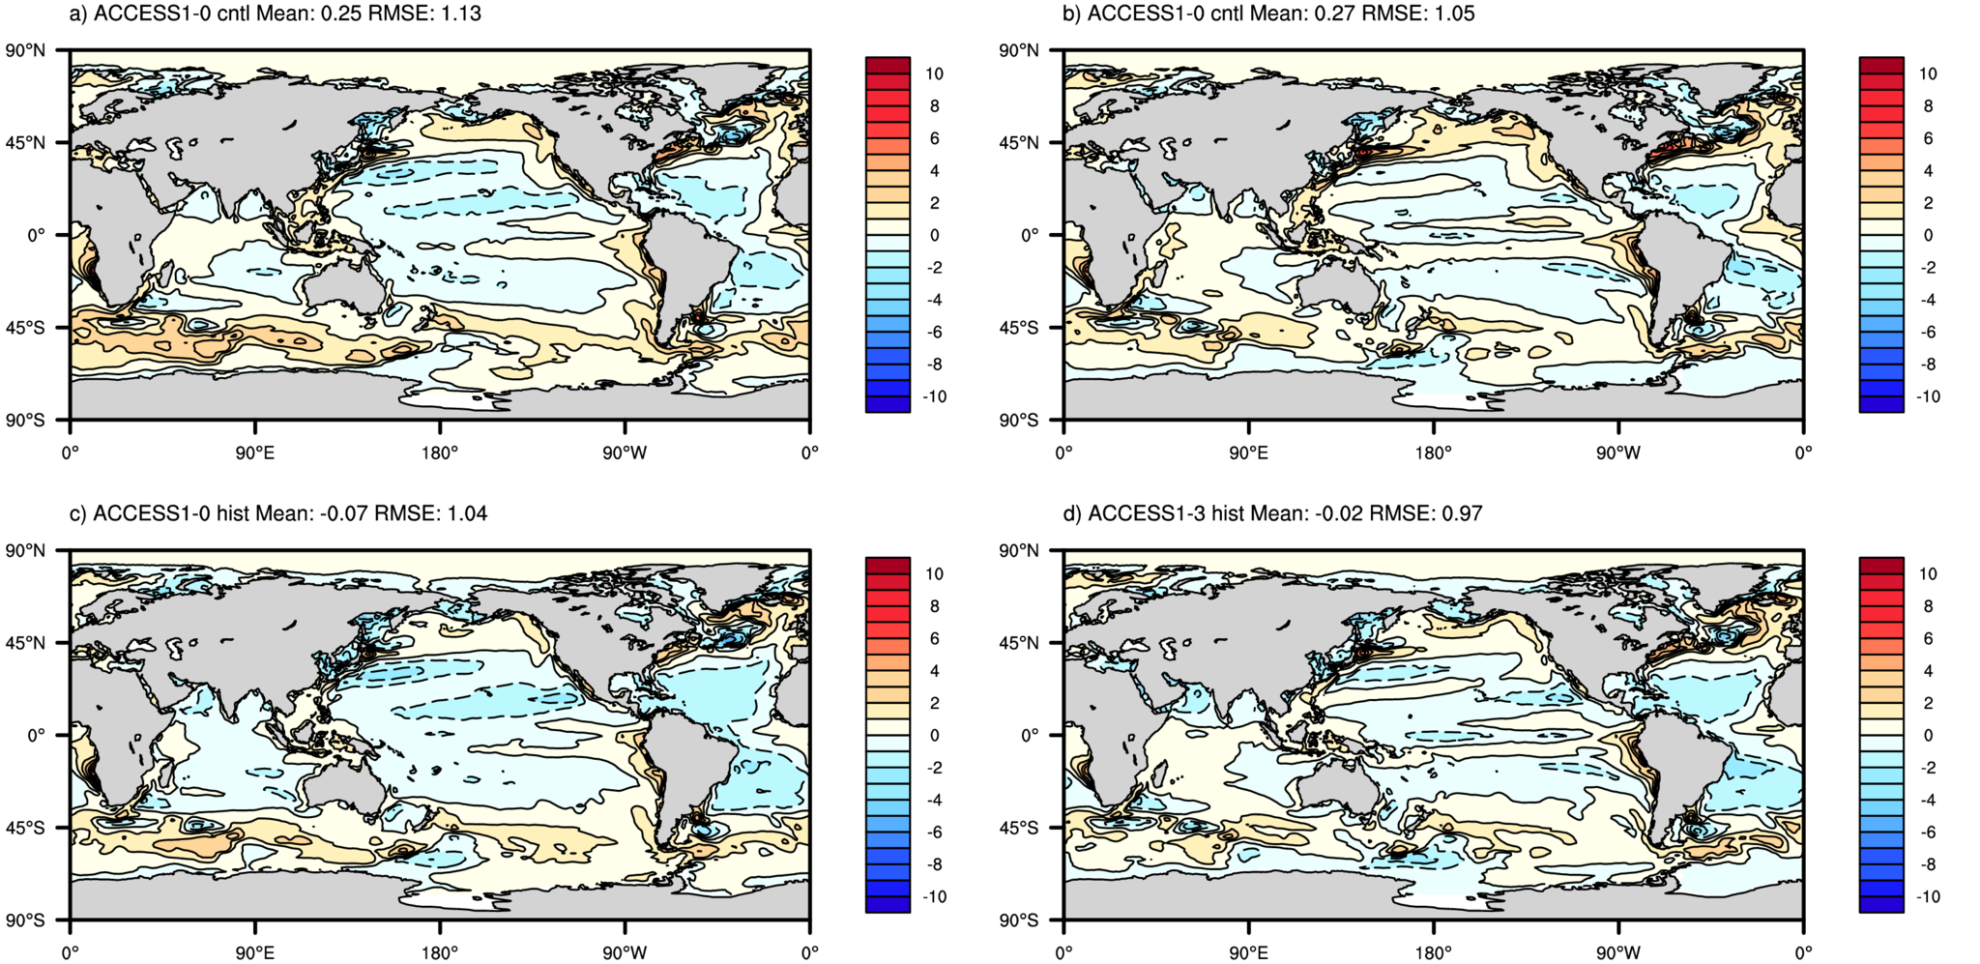 a) ACCESS1-0 cntl Mean: 0.25 RMSE: 1.13
90°N
45°N
0°
45°S
90°S
0°
90°E
180°
90°W
0°
10
8
6
4
2
0
-2
-4
-6
-8
-10
b) ACCESS1-0 cntl Mean: 0.27 RMSE: 1.05
90°N
45°N
0°
45°S
90°S
0°
90°E
180°
90°W
0°
10
8
6
4
2
0
-2
-4
-6
-8
-10
c) ACCESS1-0 hist Mean: -0.07 RMSE: 1.04
90°N
45°N
0°
45°S
90°S
0°
90°E
180°
90°W
0°
10
8
6
4
2
0
-2
-4
-6
-8
-10
d) ACCESS1-3 hist Mean: -0.02 RMSE: 0.97
90°N
45°N
0°
45°S
90°S
0°
90°E
180°
90°W
0°
10
8
6
4
2
0
-2
-4
-6
-8
-10